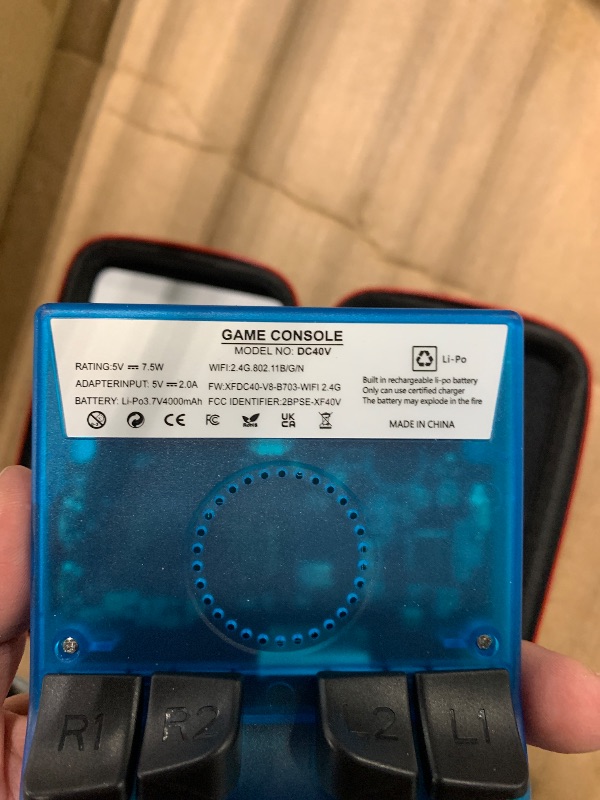 GAME CONSOLE
MODEL NO: DC40V
RATING:5V ⎓ 7.5W
ADAPTERINPUT: 5V ⎓ 2.0A
BATTERY: Li-Po3.7V4000mAh
WIFI:2.4G.802.11B/G/N
FW:XFDC40-V8-B703-WIFI 2.4G
FCC IDENTIFIER:2BPSE-XF40V
CE FC RoHS UK CA
Li-Po
Built in rechargeable li-po battery
Only can use certified charger
The battery may explode in the fire
MADE IN CHINA
R1 R2 L2 L1